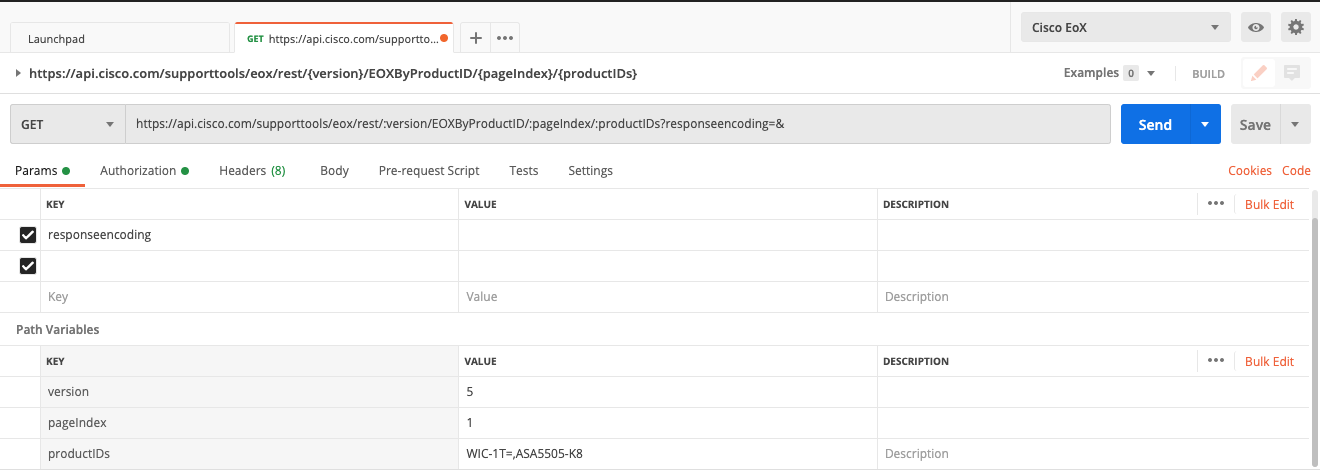 Launchpad GET https://api.cisco.com/supportto... Cisco EoX
https://api.cisco.com/supporttools/eox/rest/{version}/EOXByProductID/{pageIndex}/{productIDs} Examples 0 BUILD
GET https://api.cisco.com/supporttools/eox/rest/:version/EOXByProductID/:pageIndex/:productIDs?responseencoding=& Send Save
Params Authorization Headers (8) Body Pre-request Script Tests Settings Cookies Code
KEY VALUE DESCRIPTION Bulk Edit
responseencoding
Key Value Description
Path Variables
KEY VALUE DESCRIPTION Bulk Edit
version 5
pageIndex 1
productIDs WIC-1T=,ASA5505-K8 Description